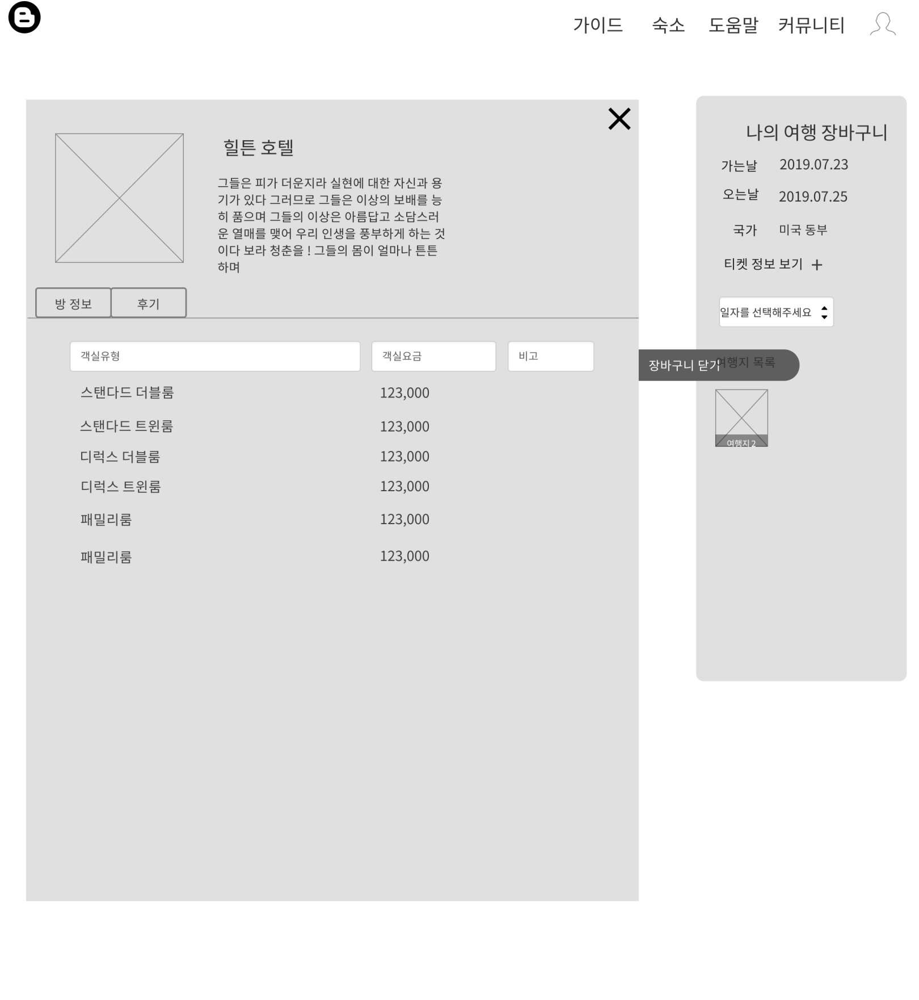 가이드 숙소 도움말 커뮤니티
힐튼 호텔
그들은 피가 더운지라 실현에 대한 자신과 용
기가 있다 그러므로 그들은 이상의 보배를 능
히 품으며 그들의 이상은 아름답고 소담스러
운 열매를 맺어 우리 인생을 풍부하게 하는 것
이다 보라 청춘을 ! 그들의 몸이 얼마나 튼튼
하며
방 정보 후기
객실유형 객실요금 비고
스탠다드 더블룸 123,000
스탠다드 트윈룸 123,000
디럭스 더블룸 123,000
디럭스 트윈룸 123,000
패밀리룸 123,000
패밀리룸 123,000
나의 여행 장바구니
가는날 2019.07.23
오는날 2019.07.25
국가 미국 동부
티켓 정보 보기 +
일자를 선택해주세요
장바구니 닫기
여행지 목록
여행지 2